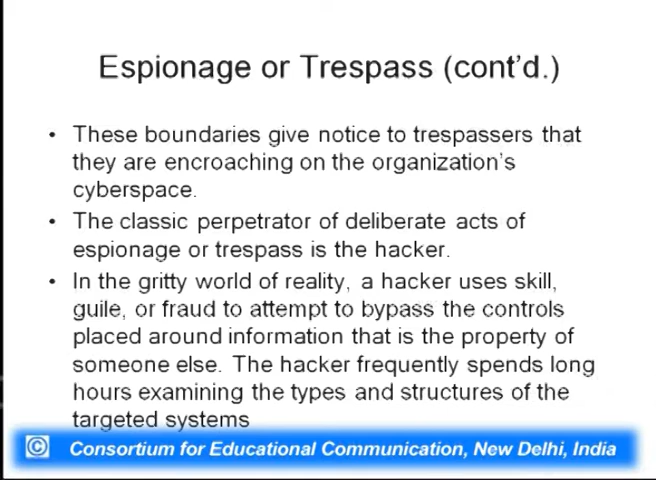 Espionage or Trespass (cont'd.)
• These boundaries give notice to trespassers that
they are encroaching on the organization's
cyberspace.
• The classic perpetrator of deliberate acts of
espionage or trespass is the hacker.
• In the gritty world of reality, a hacker uses skill,
guile, or fraud to attempt to bypass the controls
placed around information that is the property of
someone else. The hacker frequently spends long
hours examining the types and structures of the
targeted systems
© Consortium for Educational Communication, New Delhi, India